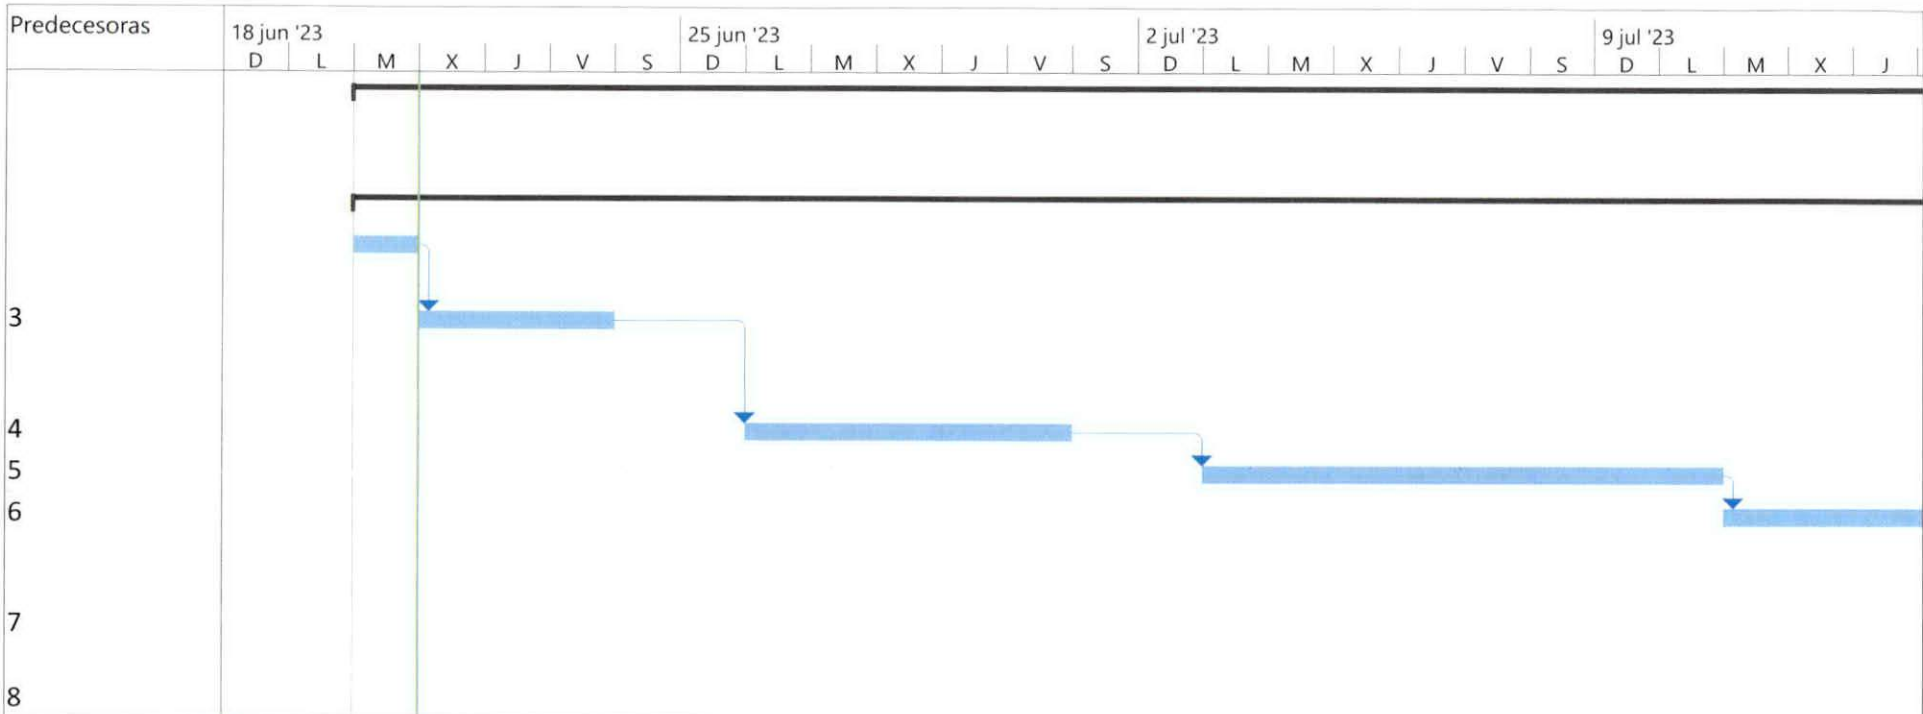 Predecesoras
18 jun '23 25 jun '23 2 jul '23 9 jul '23
D L M X J V S D L M X J V S D L M X J V S D L M X J
3
4
5
6
7
8